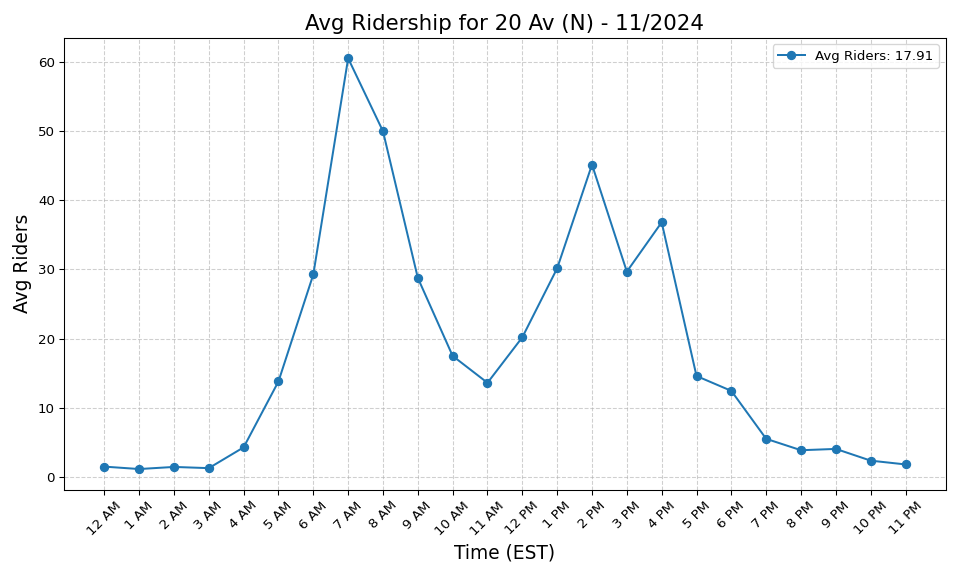 Avg Ridership for 20 Av (N) - 11/2024
Avg Riders: 17.91
Avg Riders
60
50
40
30
20
10
0
12 AM 1 AM 2 AM 3 AM 4 AM 5 AM 6 AM 7 AM 8 AM 9 AM 10 AM 11 AM 12 PM 1 PM 2 PM 3 PM 4 PM 5 PM 6 PM 7 PM 8 PM 9 PM 10 PM 11 PM
Time (EST)